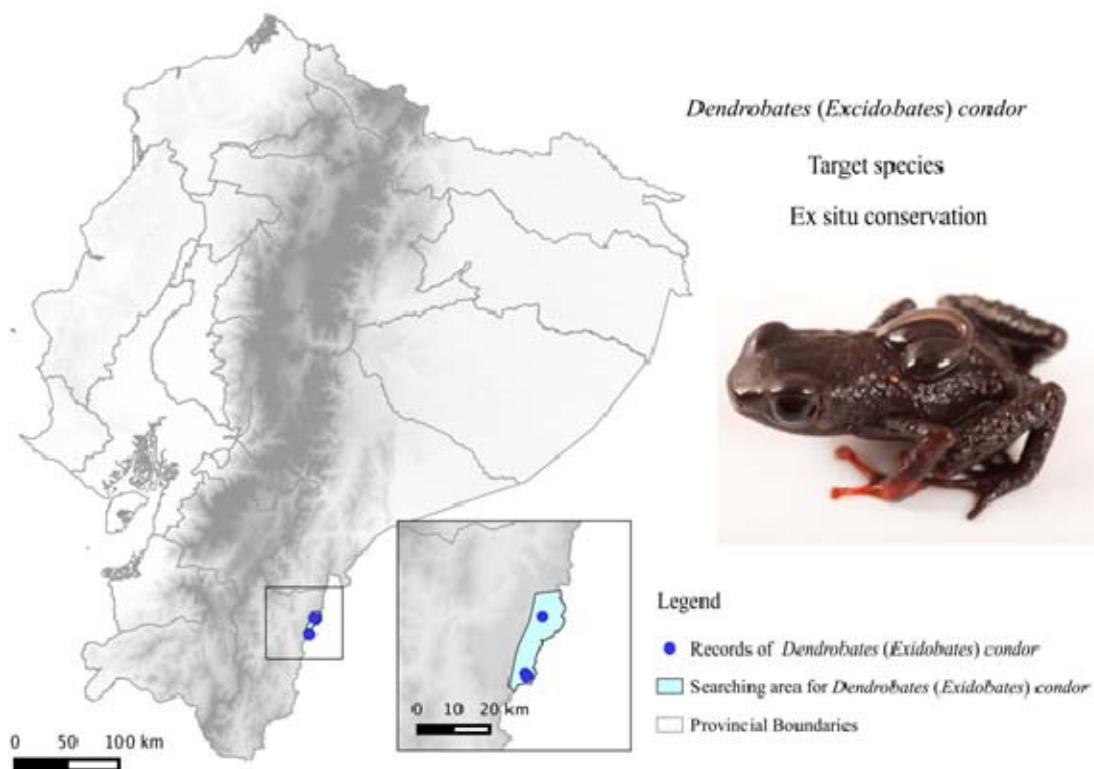 Dendrobates (Excidobates) condor
Target species
Ex situ conservation
Legend
Records of Dendrobates (Exidobates) condor
Searching area for Dendrobates (Exidobates) condor
Provincial Boundaries
0 10 20 km
0 50 100 km